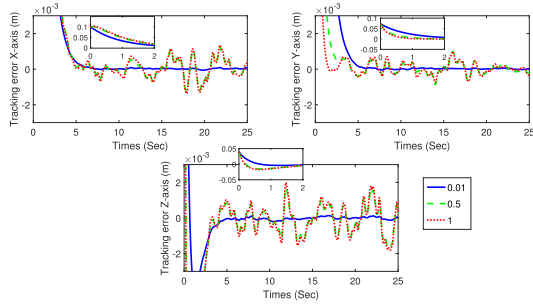 ×10⁻³
0.1
0.05
0
0 1 2
2
0
-2
Tracking error X-axis (m)
0 5 10 15 20 25
Times (Sec)
×10⁻³
0.05
0
-0.05
0 1 2
2
0
-2
Tracking error Y-axis (m)
0 5 10 15 20 25
Times (Sec)
×10⁻³
0.05
0
-0.05
0 1 2
2
0
-2
Tracking error Z-axis (m)
0 5 10 15 20 25
Times (Sec)
0.01
0.5
1